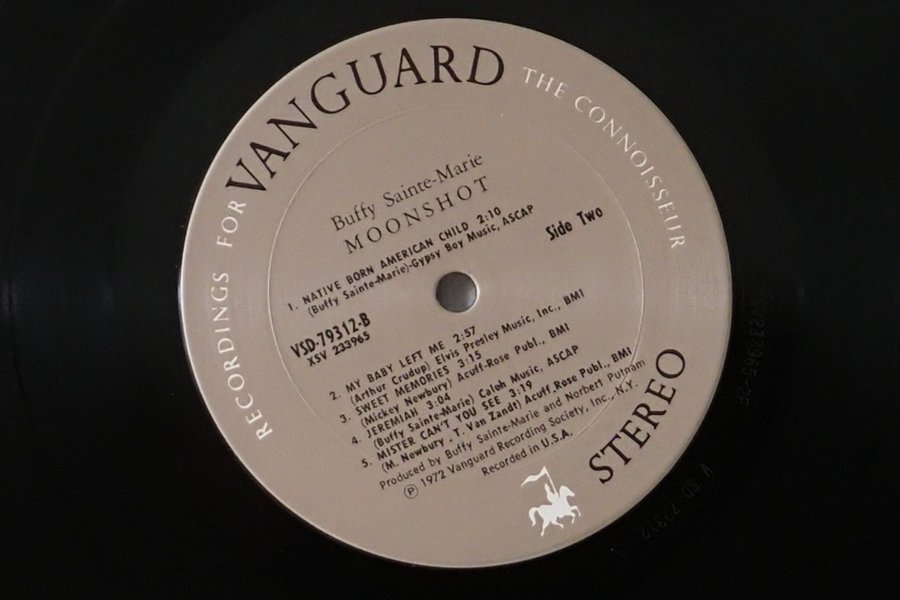 RECORDINGS FOR
VANGUARD
THE CONNOISSEUR
Buffy Sainte-Marie
MOONSHOT
1. NATIVE BORN AMERICAN CHILD 2:10
(Buffy Sainte-Marie)-Gypsy Boy Music, ASCAP
Side Two
VSD-79312-B
XSV 233965
2. MY BABY LEFT ME 2:57
(Arthur Crudup) Elvis Presley Music, Inc., BMI
3. SWEET MEMORIES 3:15
(Mickey Newbury) Acuff-Rose Publ., BMI
4. JEREMIAH 3:04
(Buffy Sainte-Marie) Caleb Music, ASCAP
5. MISTER CAN'T YOU SEE 3:19
(M. Newbury - T. Van Zandt) Acuff-Rose Publ., BMI
Produced by Buffy Sainte-Marie and Norbert Putnam
℗ 1972 Vanguard Recording Society, Inc., N.Y.
Recorded in U.S.A.
STEREO